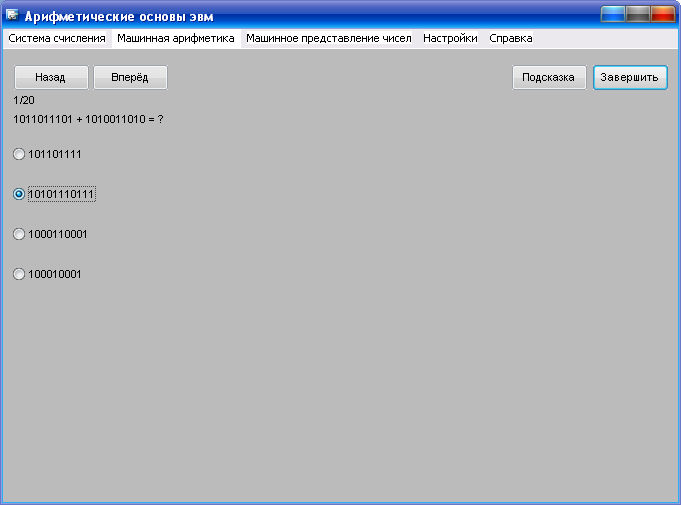 Арифметические основы эвм
Система счисления Машинная арифметика Машинное представление чисел Настройки Справка
Назад Вперёд Подсказка Завершить
1/20
1011011101 + 1010011010 = ?
101101111
10101110111
1000110001
100010001